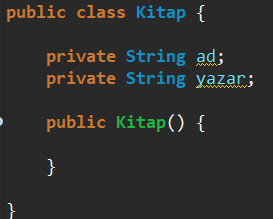 public class Kitap {
private String ad;
private String yazar;
public Kitap() {
}
}